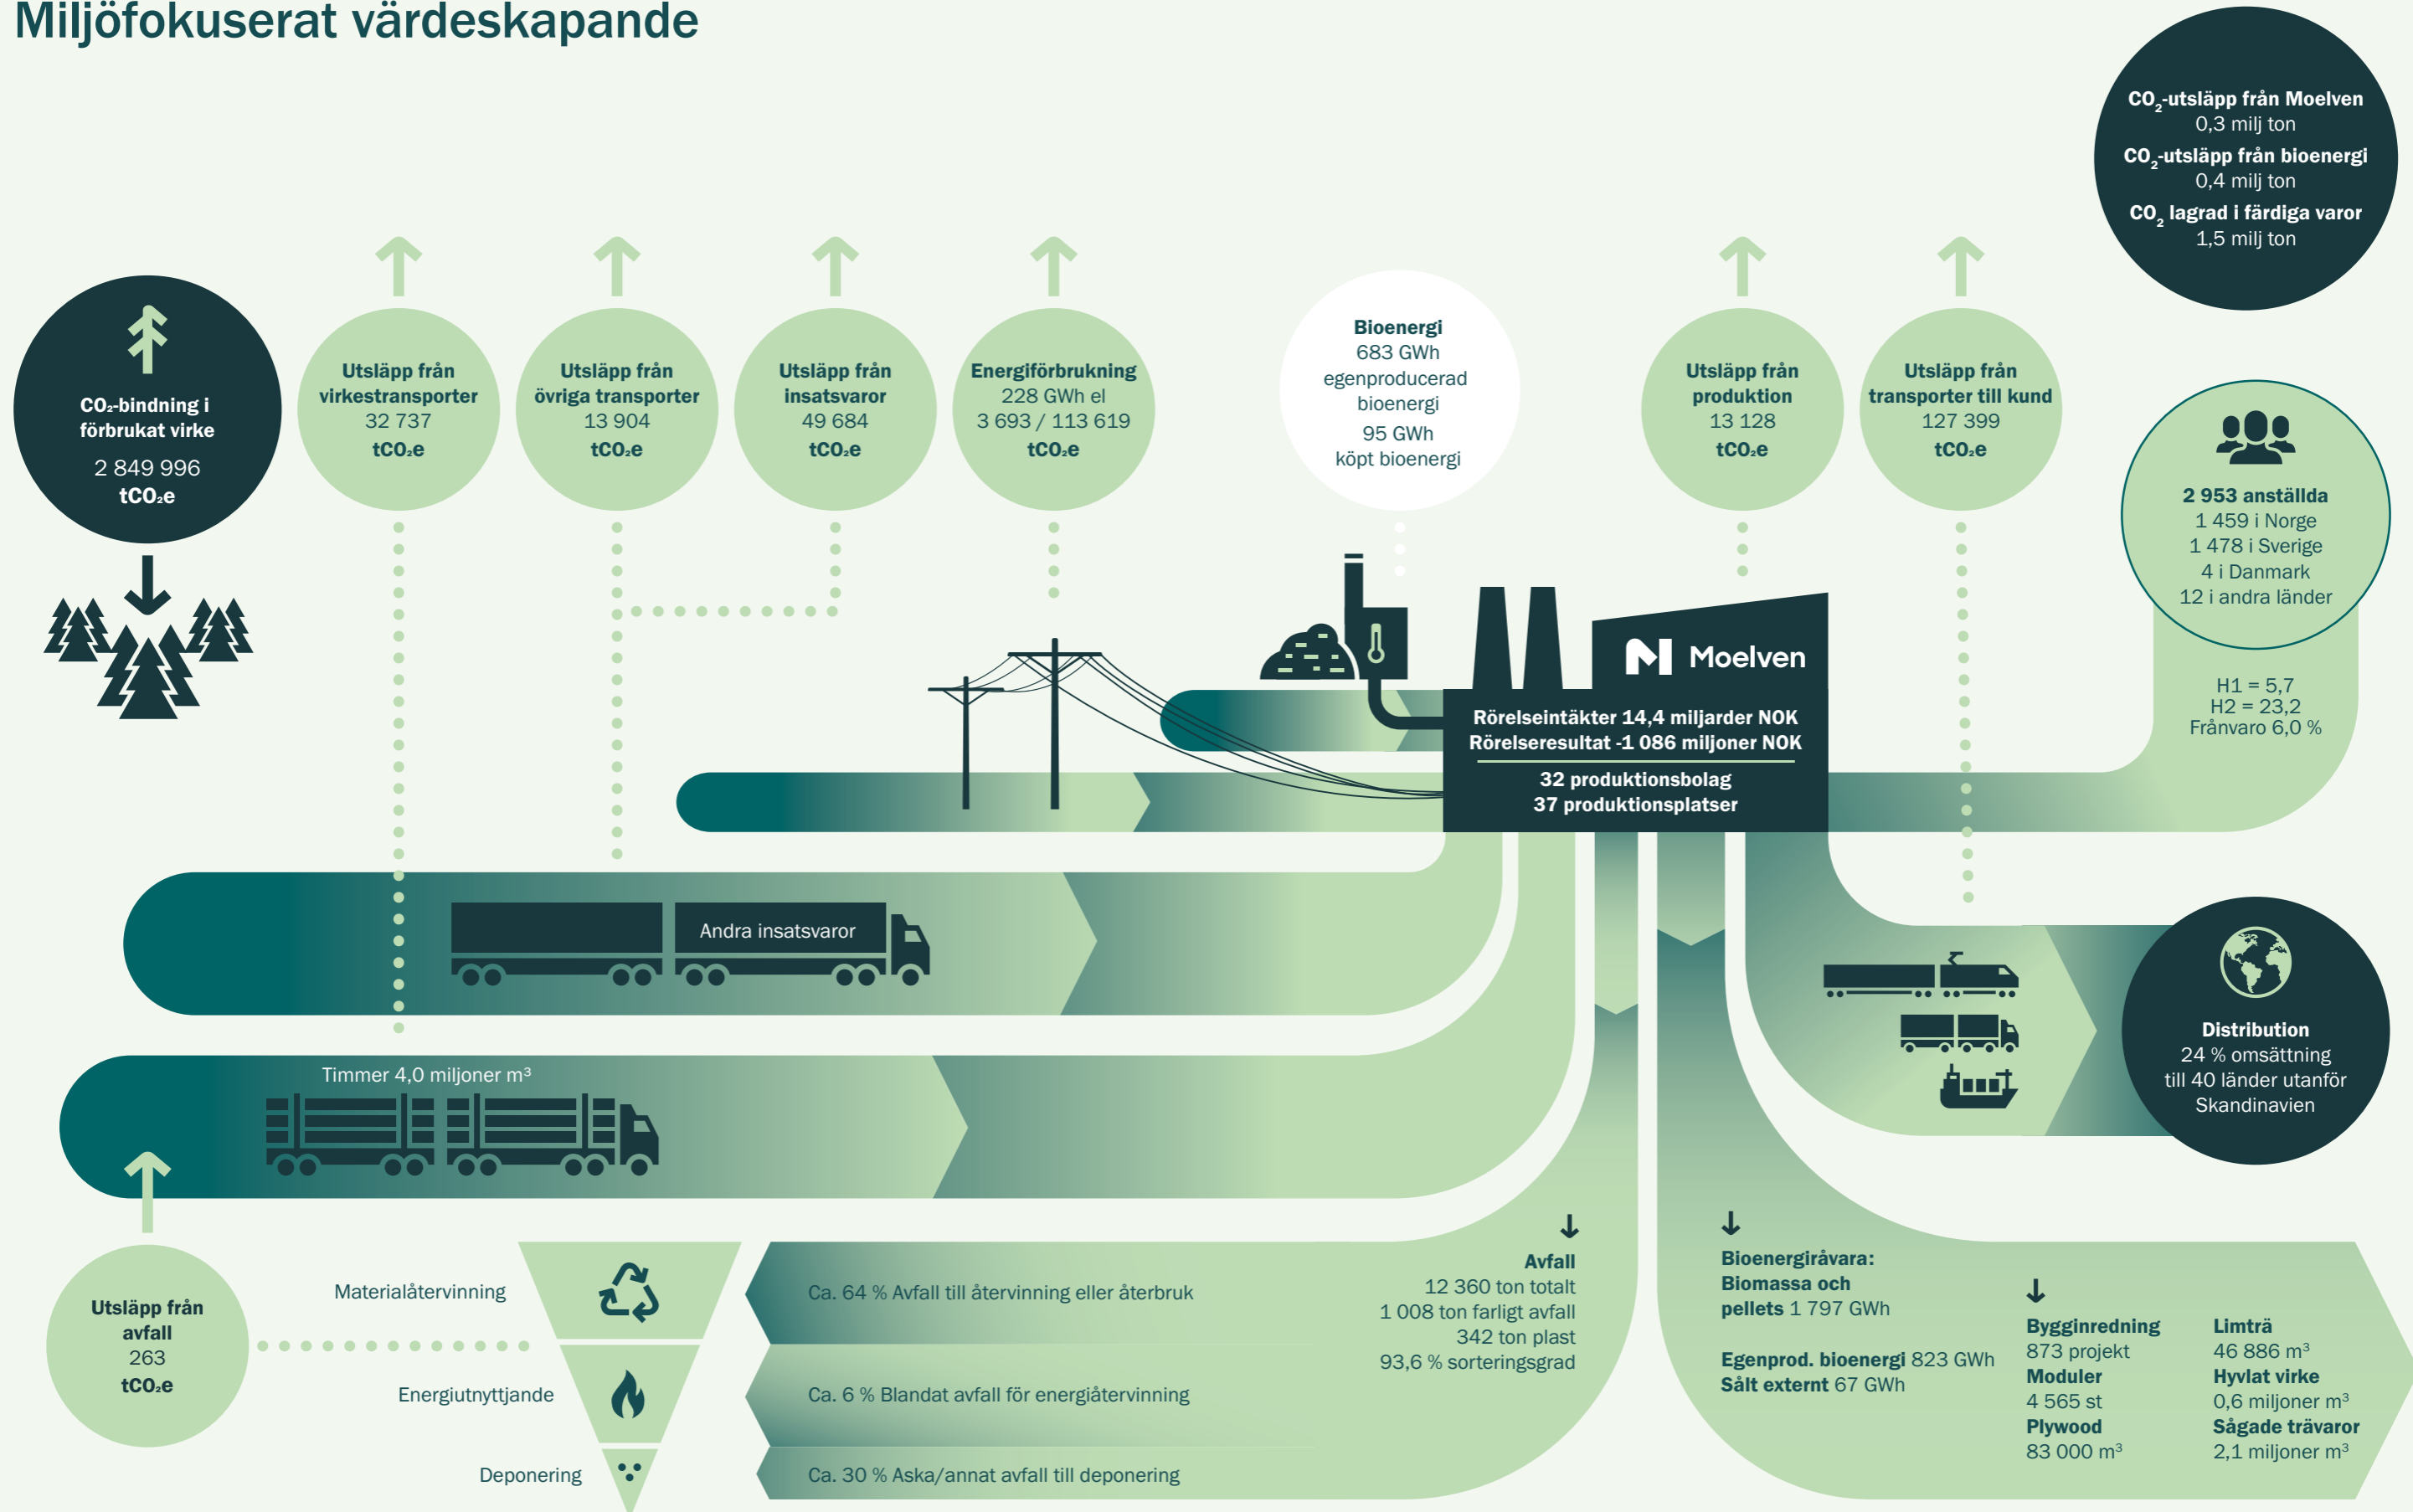 Miljöfokuserat värdeskapande
CO₂-utsläpp från Moelven
0,3 milj ton
CO₂-utsläpp från bioenergi
0,4 milj ton
CO₂ lagrad i färdiga varor
1,5 milj ton
CO₂-bindning i
förbrukat virke
2 849 996
tCO₂e
Utsläpp från
virkestransporter
32 737
tCO₂e
Utsläpp från
övriga transporter
13 904
tCO₂e
Utsläpp från
insatsvaror
49 684
tCO₂e
Energiförbrukning
228 GWh el
3 693 / 113 619
tCO₂e
Bioenergi
683 GWh
egenproducerad
bioenergi
95 GWh
köpt bioenergi
Utsläpp från
produktion
13 128
tCO₂e
Utsläpp från
transporter till kund
127 399
tCO₂e
2 953 anställda
1 459 i Norge
1 478 i Sverige
4 i Danmark
12 i andra länder
H1 = 5,7
H2 = 23,2
Frånvaro 6,0 %
Moelven
Rörelseintäkter 14,4 miljarder NOK
Rörelseresultat -1 086 miljoner NOK
32 produktionsbolag
37 produktionsplatser
Andra insatsvaror
Timmer 4,0 miljoner m³
Distribution
24 % omsättning
till 40 länder utanför
Skandinavien
Utsläpp från
avfall
263
tCO₂e
Materialåtervinning
Energiutnyttjande
Deponering
Ca. 64 % Avfall till återvinning eller återbruk
Ca. 6 % Blandat avfall för energiåtervinning
Ca. 30 % Aska/annat avfall till deponering
Avfall
12 360 ton totalt
1 008 ton farligt avfall
342 ton plast
93,6 % sorteringsgrad
Bioenergiråvara:
Biomassa och
pellets 1 797 GWh
Egenprod. bioenergi 823 GWh
Sålt externt 67 GWh
Bygginredning
873 projekt
Moduler
4 565 st
Plywood
83 000 m³
Limträ
46 886 m³
Hyvlat virke
0,6 miljoner m³
Sågade trävaror
2,1 miljoner m³